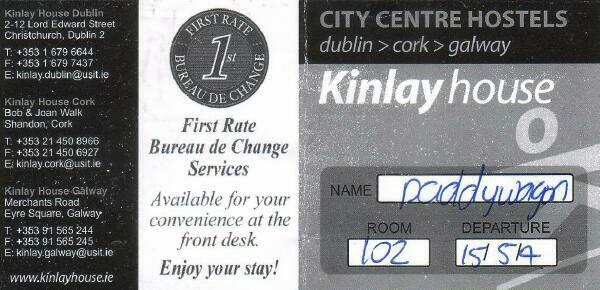 Kinlay House Dublin
2-12 Lord Edward Street
Christchurch, Dublin 2
T: +353 1 679 6644
F: +353 1 679 7437
E: kinlay.dublin@usit.ie
Kinlay House Cork
Bob & Joan Walk
Shandon, Cork
T: +353 21 450 8966
F: +353 21 450 6927
E: kinlay.cork@usit.ie
Kinlay House Galway
Merchants Road
Eyre Square, Galway
T: +353 91 565 244
F: +353 91 565 245
E: kinlay.galway@usit.ie
www.kinlayhouse.ie
FIRST RATE
1st
BUREAU DE CHANGE
First Rate
Bureau de Change
Services
Available for your
convenience at the
front desk.
Enjoy your stay!
CITY CENTRE HOSTELS
dublin > cork > galway
Kinlay house
NAME paddywagon
ROOM DEPARTURE
102 15/5/4